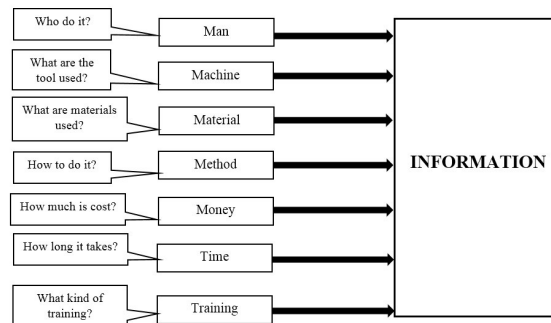 Who do it?
Man
What are the
tool used?
Machine
What are materials
used?
Material
How to do it?
Method
INFORMATION
How much is cost?
Money
How long it takes?
Time
What kind of
training?
Training